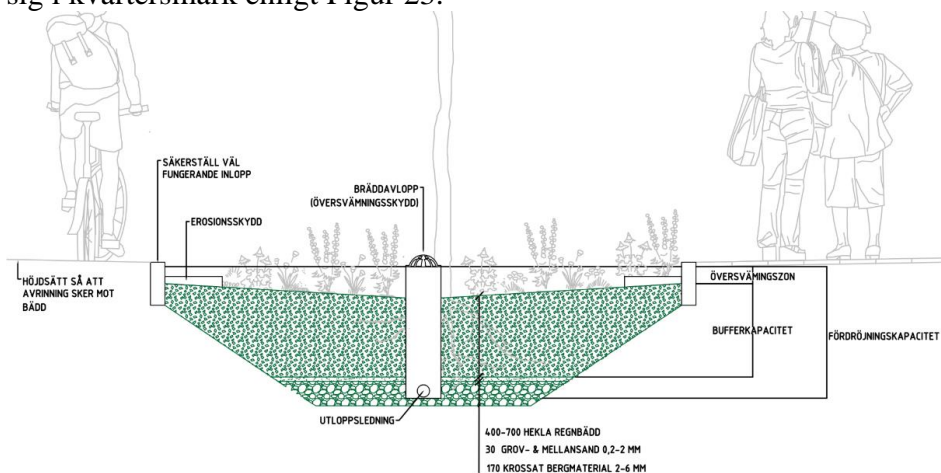 sig i kvartersmark enligt Figur 25.
SÄKERSTÄLL VÄL
FUNGERANDE INLOPP
BRÄDDAVLOPP
(ÖVERSVÄMNINGSSKYDD)
EROSIONSSKYDD
HÖJDSÄTT SÅ ATT
AVRINNING SKER MOT
BÄDD
ÖVERSVÄMINGSZON
BUFFERKAPACITET
FÖRDRÖJNINGSKAPACITET
UTLOPPSLEDNING
400-700 HEKLA REGNBÄDD
30 GROV- & MELLANSAND 0,2-2 MM
170 KROSSAT BERGMATERIAL 2-6 MM